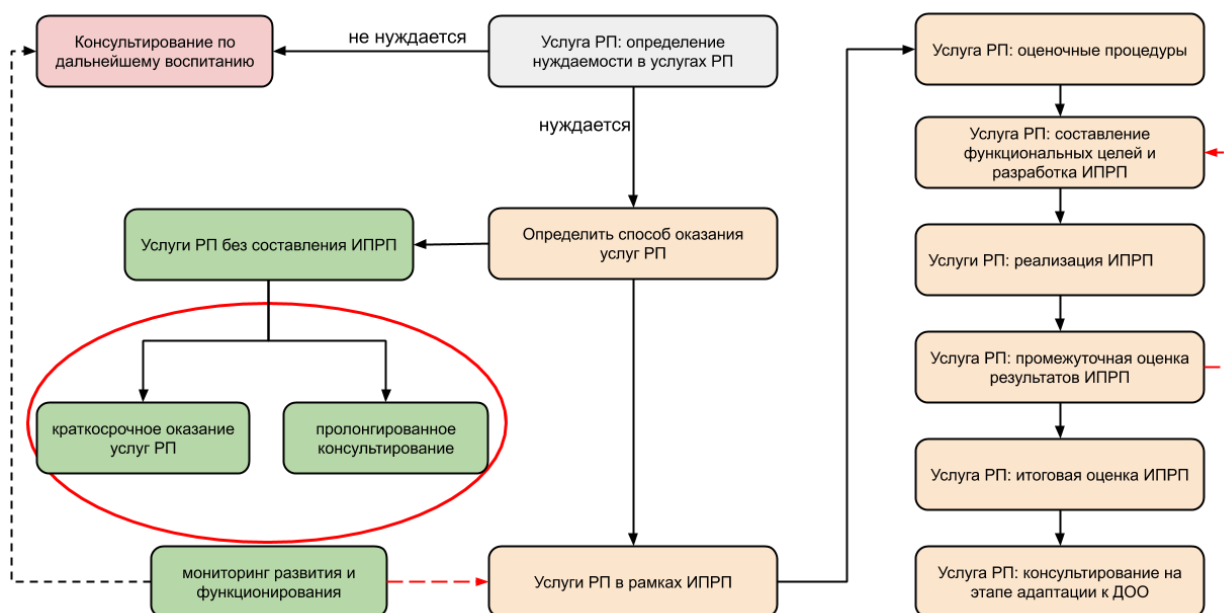 Консультирование по
дальнейшему воспитанию
не нуждается
Услуга РП: определение
нуждаемости в услугах РП
нуждается
Услуги РП без составления ИПРП
Определить способ оказания
услуг РП
краткосрочное оказание
услуг РП
пролонгированное
консультирование
мониторинг развития и
функционирования
Услуги РП в рамках ИПРП
Услуга РП: оценочные процедуры
Услуга РП: составление
функциональных целей и
разработка ИПРП
Услуги РП: реализация ИПРП
Услуга РП: промежуточная оценка
результатов ИПРП
Услуга РП: итоговая оценка ИПРП
Услуга РП: консультирование на
этапе адаптации к ДОО